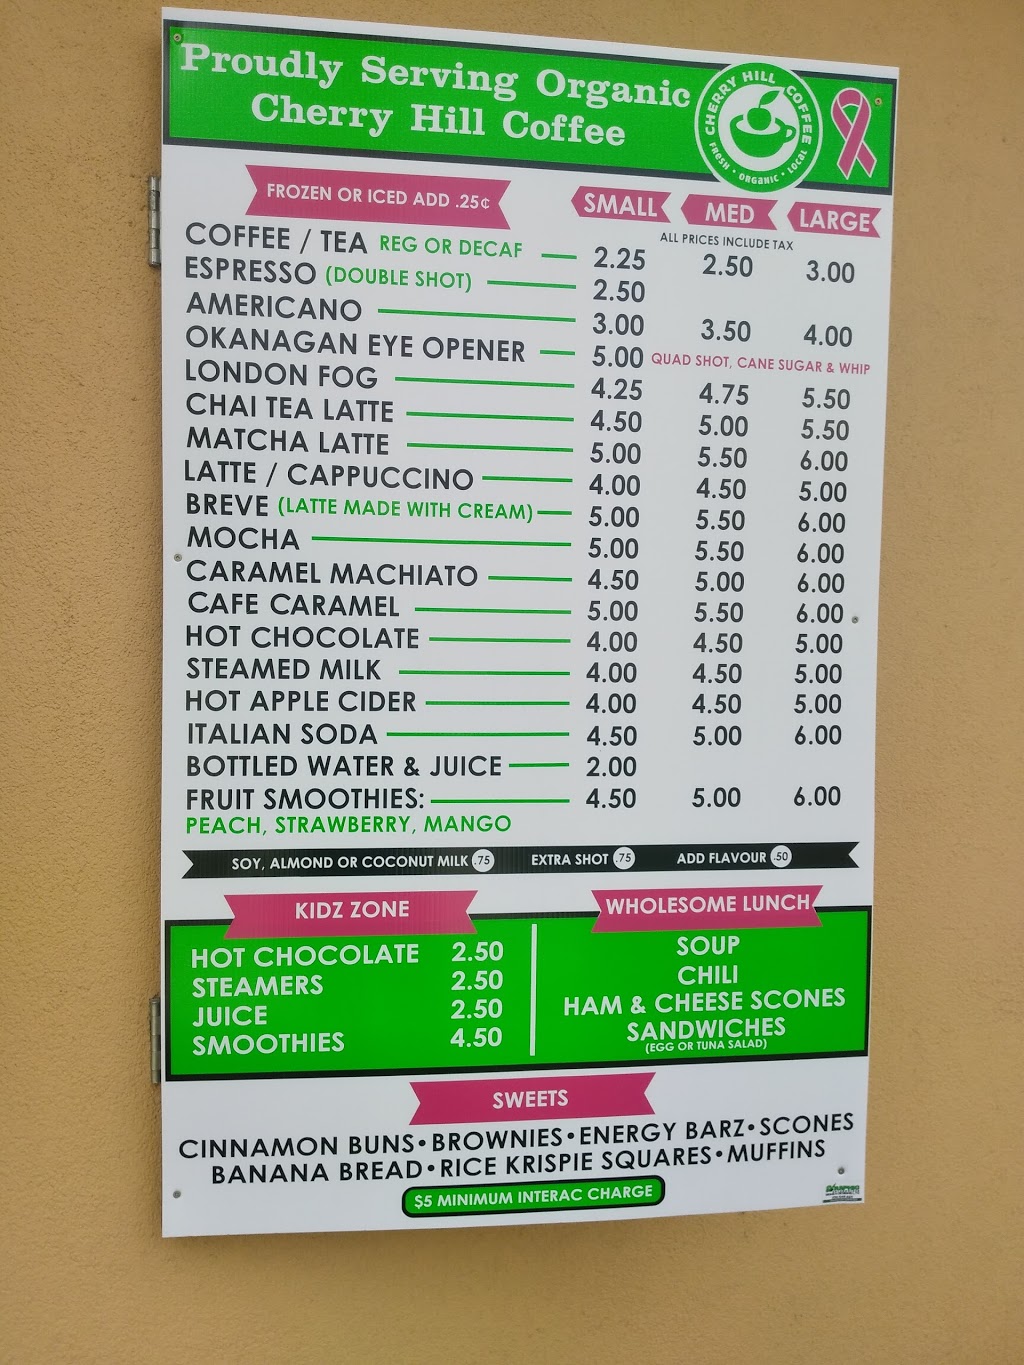 Proudly Serving Organic
Cherry Hill Coffee
CHERRY HILL COFFEE
FRESH • ORGANIC • LOCAL
FROZEN OR ICED ADD .25¢ SMALL MED LARGE
ALL PRICES INCLUDE TAX
COFFEE / TEA REG OR DECAF 2.25 2.50 3.00
ESPRESSO (DOUBLE SHOT) 2.50
AMERICANO 3.00 3.50 4.00
OKANAGAN EYE OPENER 5.00 QUAD SHOT, CANE SUGAR & WHIP
LONDON FOG 4.25 4.75 5.50
CHAI TEA LATTE 4.50 5.00 5.50
MATCHA LATTE 5.00 5.50 6.00
LATTE / CAPPUCCINO 4.00 4.50 5.00
BREVE (LATTE MADE WITH CREAM) 5.00 5.50 6.00
MOCHA 5.00 5.50 6.00
CARAMEL MACHIATO 4.50 5.00 6.00
CAFE CARAMEL 5.00 5.50 6.00
HOT CHOCOLATE 4.00 4.50 5.00
STEAMED MILK 4.00 4.50 5.00
HOT APPLE CIDER 4.00 4.50 5.00
ITALIAN SODA 4.50 5.00 6.00
BOTTLED WATER & JUICE 2.00
FRUIT SMOOTHIES: 4.50 5.00 6.00
PEACH, STRAWBERRY, MANGO
SOY, ALMOND OR COCONUT MILK .75 EXTRA SHOT .75 ADD FLAVOUR .50
KIDZ ZONE
HOT CHOCOLATE 2.50
STEAMERS 2.50
JUICE 2.50
SMOOTHIES 4.50
WHOLESOME LUNCH
SOUP
CHILI
HAM & CHEESE SCONES
SANDWICHES
(EGG OR TUNA SALAD)
SWEETS
CINNAMON BUNS • BROWNIES • ENERGY BARZ • SCONES
BANANA BREAD • RICE KRISPIE SQUARES • MUFFINS
$5 MINIMUM INTERAC CHARGE